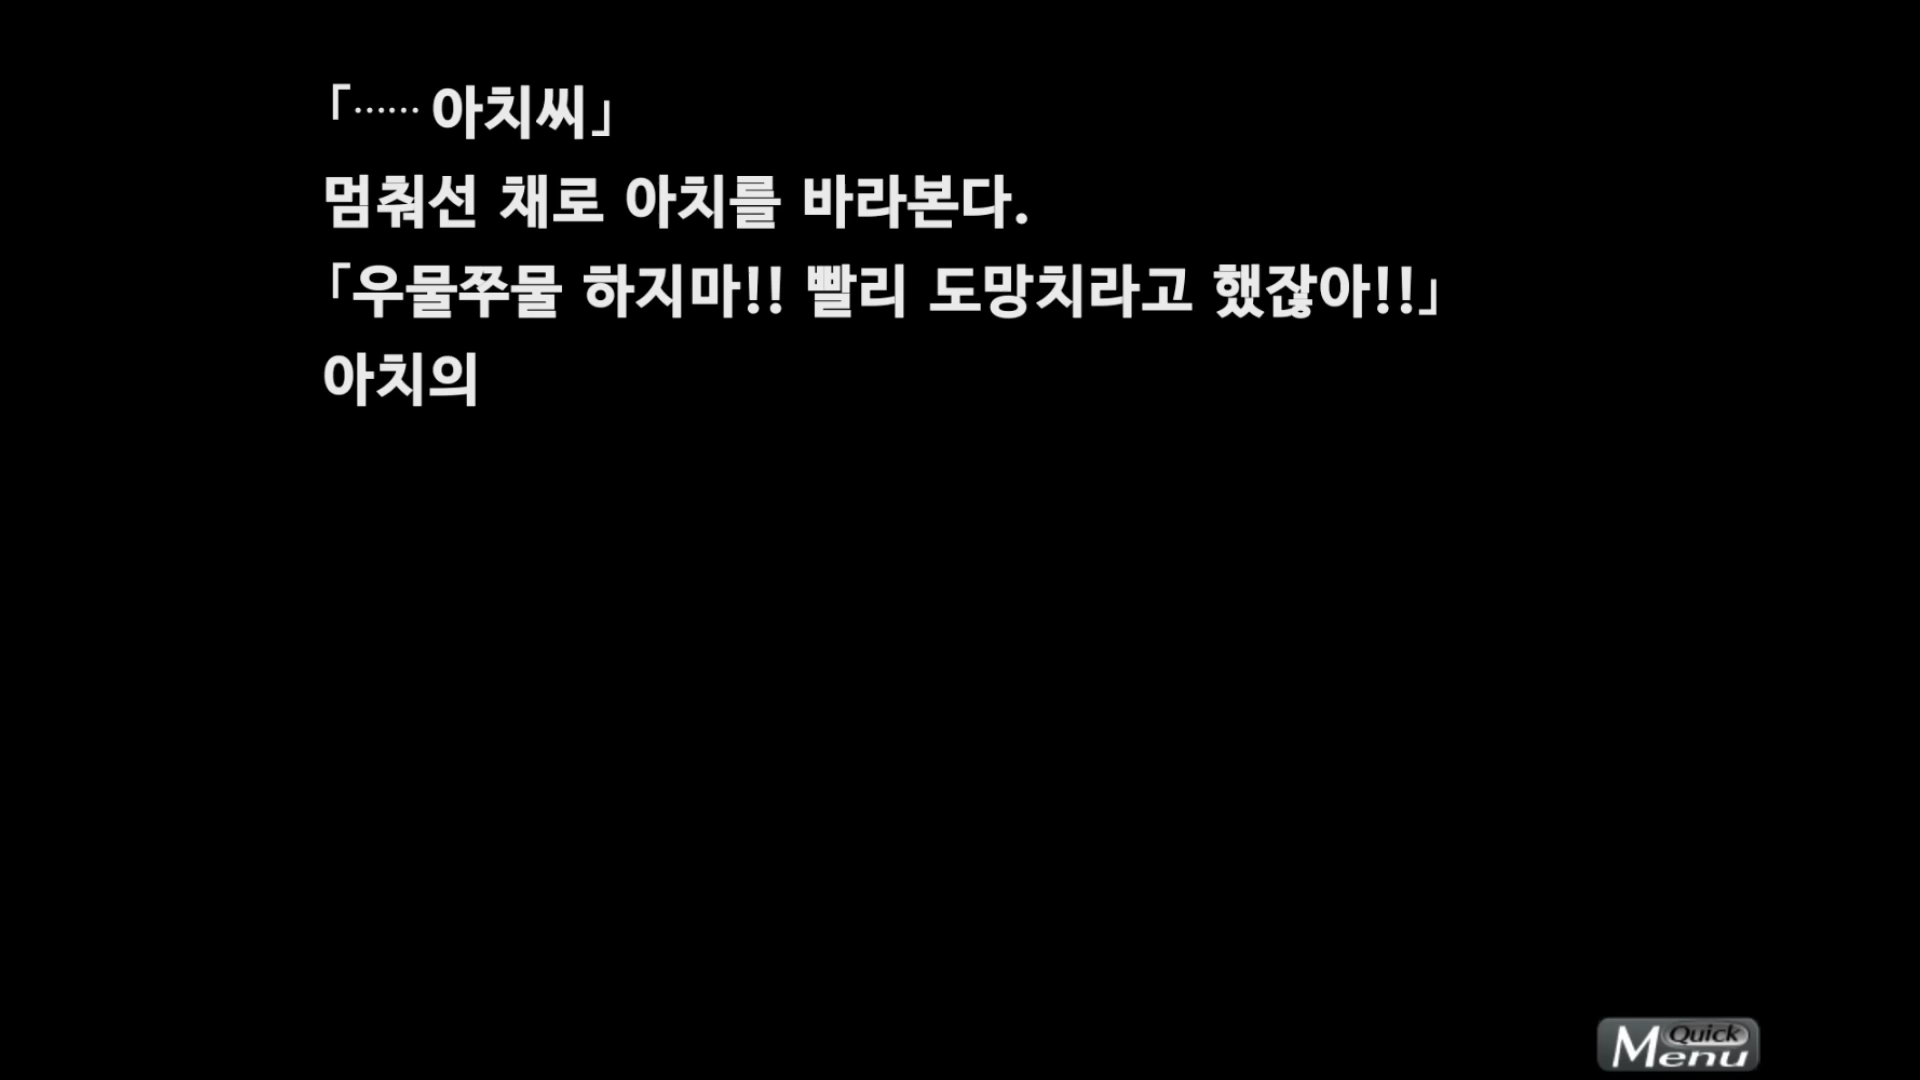 「……아치씨」
멈춰선 채로 아치를 바라본다.
「우물쭈물 하지마!! 빨리 도망치라고 했잖아!!」
아치의
Quick
Menu